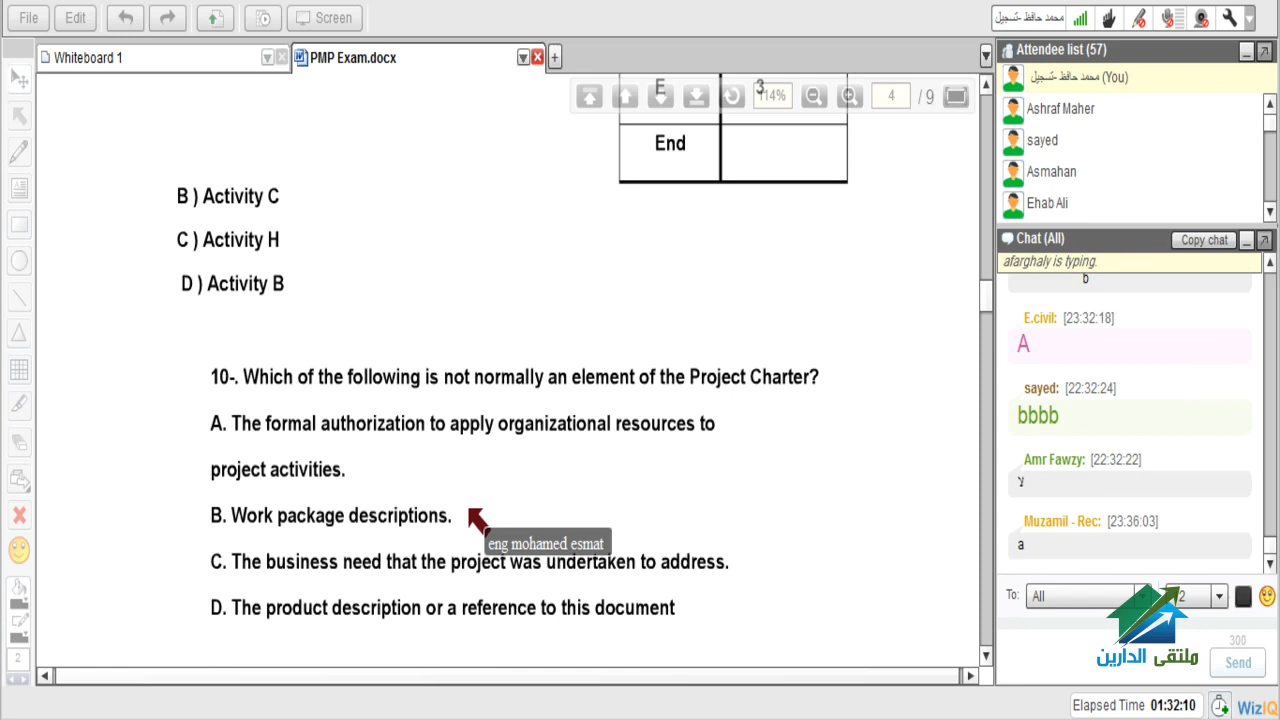 File
Edit
Screen
محمد حافظ -تسجيل
Whiteboard 1
PMP Exam.docx
+
Attendee list (57)
محمد حافظ -تسجيل (You)
Ashraf Maher
sayed
Asmahan
Ehab Ali
E
3
114%
4
/ 9
End
B ) Activity C
C ) Activity H
D ) Activity B
10-. Which of the following is not normally an element of the Project Charter?
A. The formal authorization to apply organizational resources to
project activities.
B. Work package descriptions.
eng mohamed esmat
C. The business need that the project was undertaken to address.
D. The product description or a reference to this document
Chat (All)
Copy chat
afarghaly is typing.
b
E.civil: [23:32:18]
A
sayed: [22:32:24]
bbbb
Amr Fawzy: [22:32:22]
لا
Muzamil - Rec: [23:36:03]
a
To:
All
2
ملتقى الدارين
300
Send
2
Elapsed Time 01:32:10
WizIQ